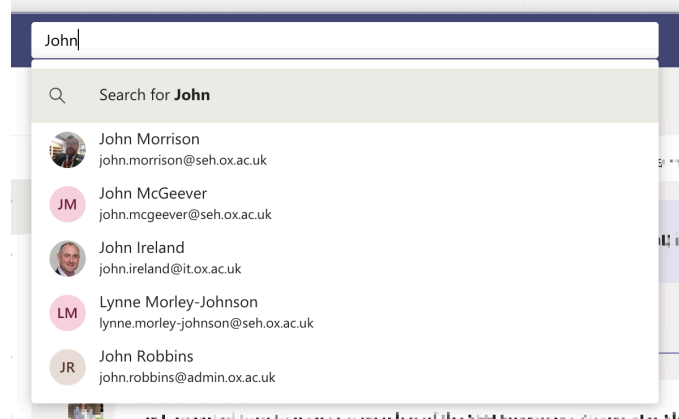 John
Search for John
John Morrison
john.morrison@seh.ox.ac.uk
JM
John McGeever
john.mcgeever@seh.ox.ac.uk
John Ireland
john.ireland@it.ox.ac.uk
LM
Lynne Morley-Johnson
lynne.morley-johnson@seh.ox.ac.uk
JR
John Robbins
john.robbins@admin.ox.ac.uk